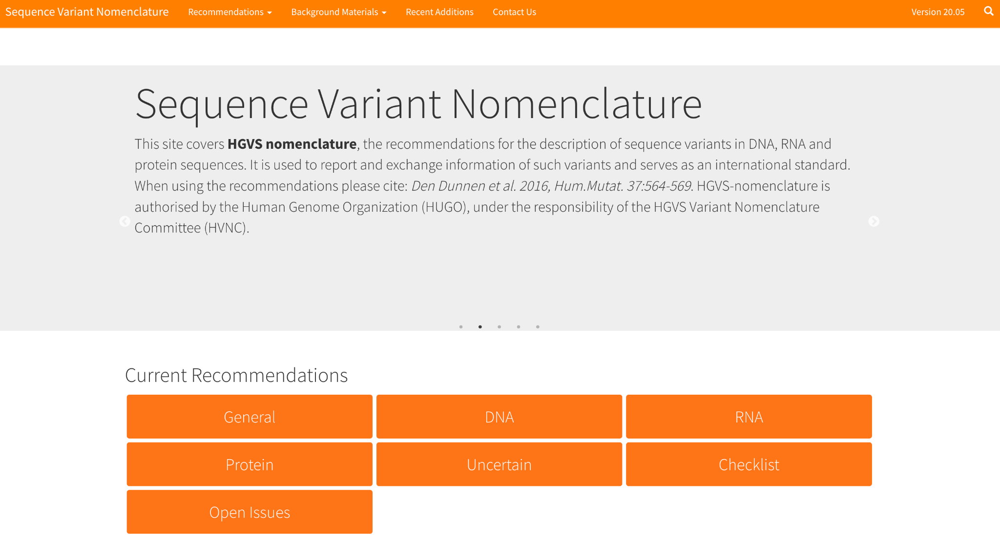 Sequence Variant Nomenclature Recommendations Background Materials Recent Additions Contact Us Version 20.05
Sequence Variant Nomenclature
This site covers HGVS nomenclature, the recommendations for the description of sequence variants in DNA, RNA and
protein sequences. It is used to report and exchange information of such variants and serves as an international standard.
When using the recommendations please cite: Den Dunnen et al. 2016, Hum.Mutat. 37:564-569. HGVS-nomenclature is
authorised by the Human Genome Organization (HUGO), under the responsibility of the HGVS Variant Nomenclature
Committee (HVNC).
Current Recommendations
General DNA RNA
Protein Uncertain Checklist
Open Issues